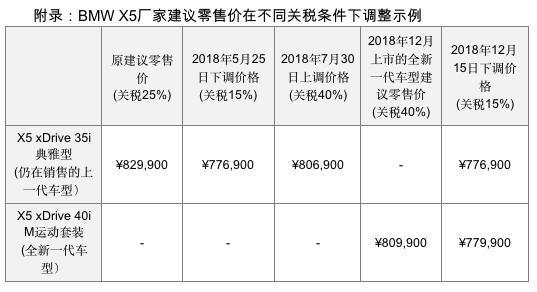 附录：BMW X5厂家建议零售价在不同关税条件下调整示例
原建议零售
价
(关税25%)
2018年5月25
日下调价格
(关税15%)
2018年7月30
日上调价格
(关税40%)
2018年12月
上市的全新
一代车型建
议零售价
(关税40%)
2018年12月
15日下调价
格
(关税15%)
X5 xDrive 35i
典雅型
(仍在销售的上
一代车型）
¥829,900
¥776,900
¥806,900
-
¥776,900
X5 xDrive 40i
M运动套装
(全新一代车
型）
-
-
-
¥809,900
¥779,900